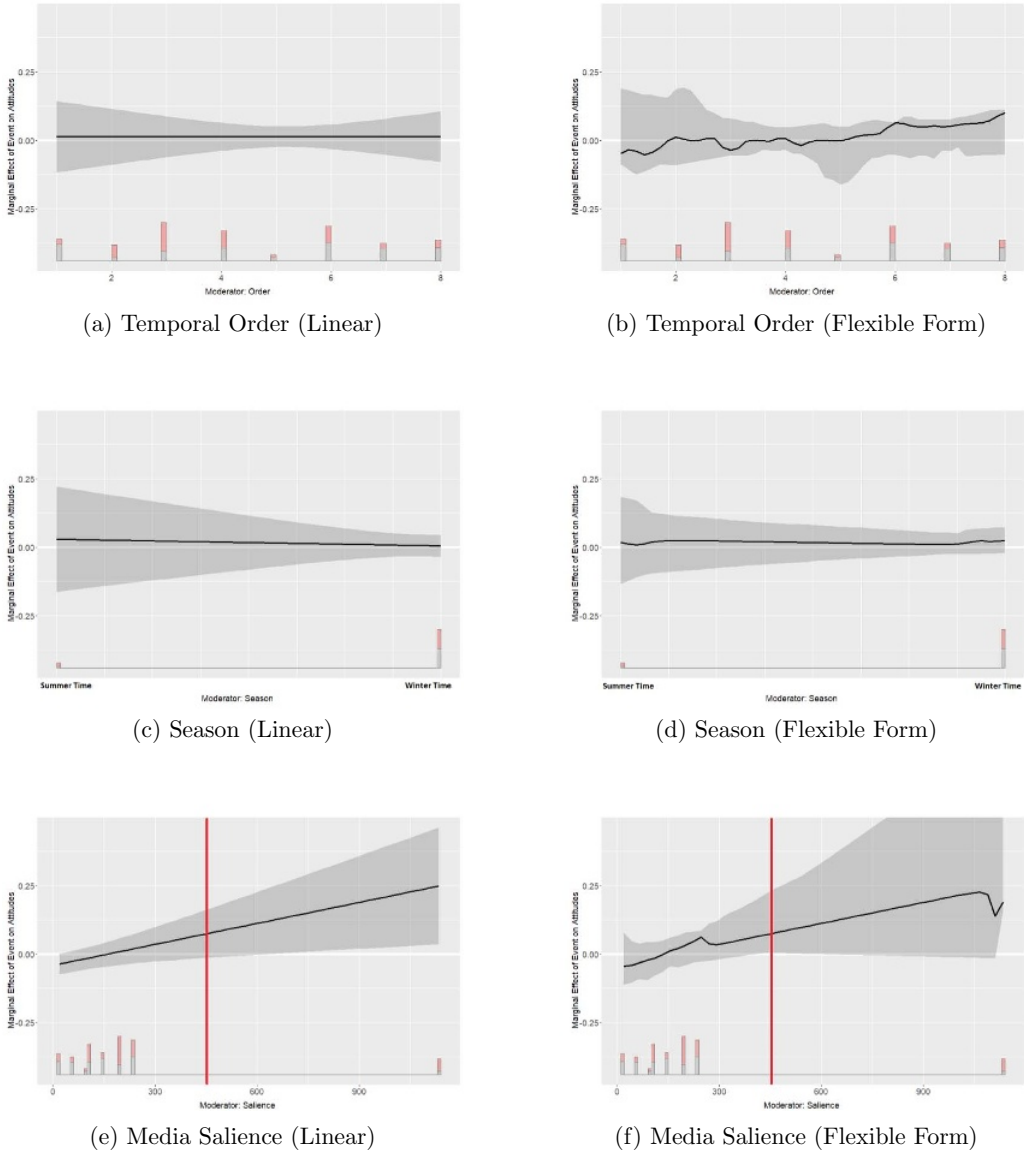 Marginal Effect of Event on Attitudes
0.25
0.00
-0.25
2 4 6 8
Moderator: Order
(a) Temporal Order (Linear)
Marginal Effect of Event on Attitudes
0.25
0.00
-0.25
2 4 6 8
Moderator: Order
(b) Temporal Order (Flexible Form)
Marginal Effect of Event on Attitudes
0.25
0.00
-0.25
Summer Time Winter Time
Moderator: Season
(c) Season (Linear)
Marginal Effect of Event on Attitudes
0.25
0.00
-0.25
Summer Time Winter Time
Moderator: Season
(d) Season (Flexible Form)
Marginal Effect of Event on Attitudes
0.25
0.00
-0.25
0 300 600 900
Moderator: Salience
(e) Media Salience (Linear)
Marginal Effect of Event on Attitudes
0.25
0.00
-0.25
0 300 600 900
Moderator: Salience
(f) Media Salience (Flexible Form)